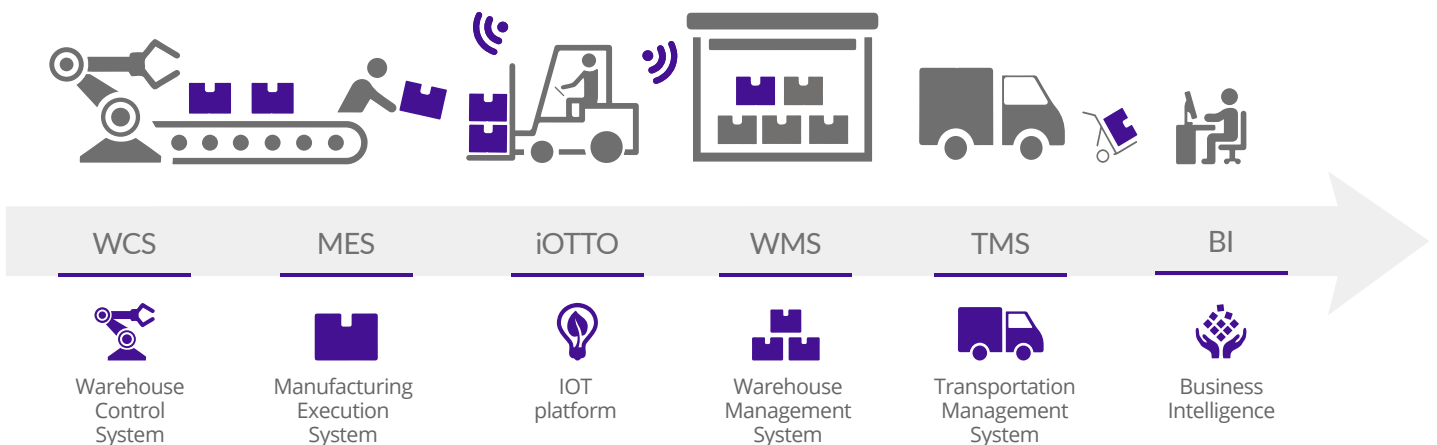 WCS
MES
iOTTO
WMS
TMS
BI
Warehouse
Control
System
Manufacturing
Execution
System
IOT
platform
Warehouse
Management
System
Transportation
Management
System
Business
Intelligence